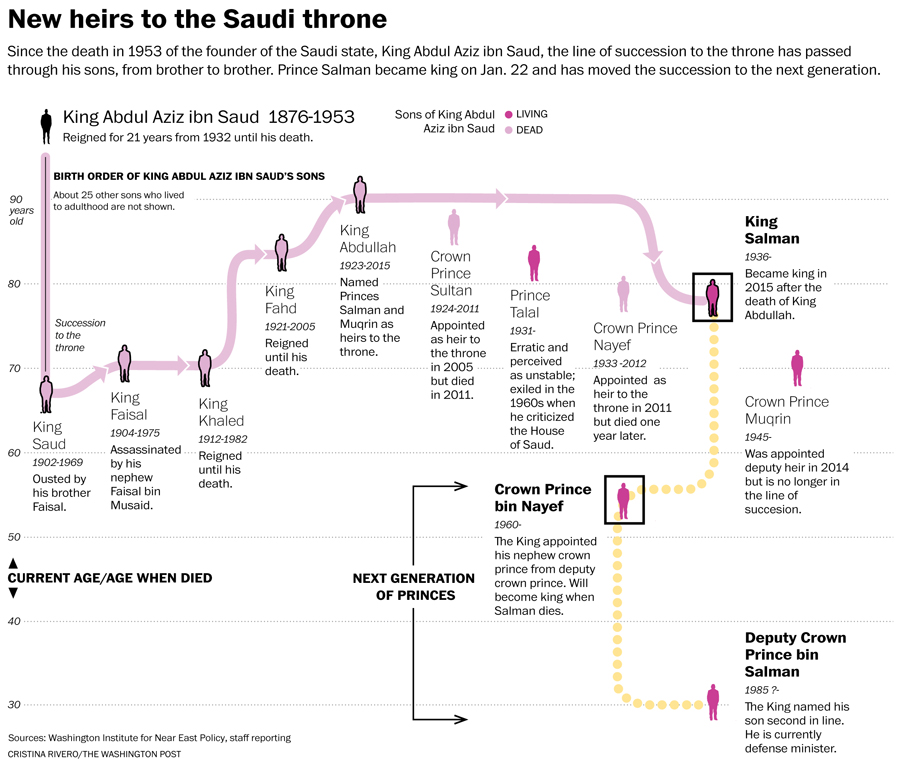 New heirs to the Saudi throne
Since the death in 1953 of the founder of the Saudi state, King Abdul Aziz ibn Saud, the line of succession to the throne has passed
through his sons, from brother to brother. Prince Salman became king on Jan. 22 and has moved the succession to the next generation.
King Abdul Aziz ibn Saud 1876-1953
Reigned for 21 years from 1932 until his death.
Sons of King Abdul
Aziz ibn Saud
LIVING
DEAD
BIRTH ORDER OF KING ABDUL AZIZ IBN SAUD'S SONS
About 25 other sons who lived
to adulthood are not shown.
90
years
old
80
70
60
50
40
30
Succession
to the
throne
King
Saud
1902-1969
Ousted by
his brother
Faisal.
King
Faisal
1904-1975
Assassinated
by his
nephew
Faisal bin
Musaid.
King
Khaled
1912-1982
Reigned
until his
death.
King
Fahd
1921-2005
Reigned
until his
death.
King
Abdullah
1923-2015
Named
Princes
Salman and
Muqrin as
heirs to the
throne.
Crown
Prince
Sultan
1924-2011
Appointed
as heir to
the throne
in 2005
but died
in 2011.
Prince
Talal
1931-
Erratic and
perceived
as unstable;
exiled in the
1960s when
he criticized
the House
of Saud.
Crown Prince
Nayef
1933 -2012
Appointed as
heir to the
throne in 2011
but died one
year later.
King
Salman
1936-
Became king in
2015 after the
death of King
Abdullah.
Crown Prince
Muqrin
1945-
Was appointed
deputy heir in 2014
but is no longer in
the line of
succesion.
CURRENT AGE/AGE WHEN DIED
NEXT GENERATION
OF PRINCES
Crown Prince
bin Nayef
1960-
The King appointed
his nephew crown
prince from deputy
crown prince. Will
become king when
Salman dies.
Deputy Crown
Prince bin
Salman
1985 ?-
The King named his
son second in line.
He is currently
defense minister.
Sources: Washington Institute for Near East Policy, staff reporting
CRISTINA RIVERO/THE WASHINGTON POST